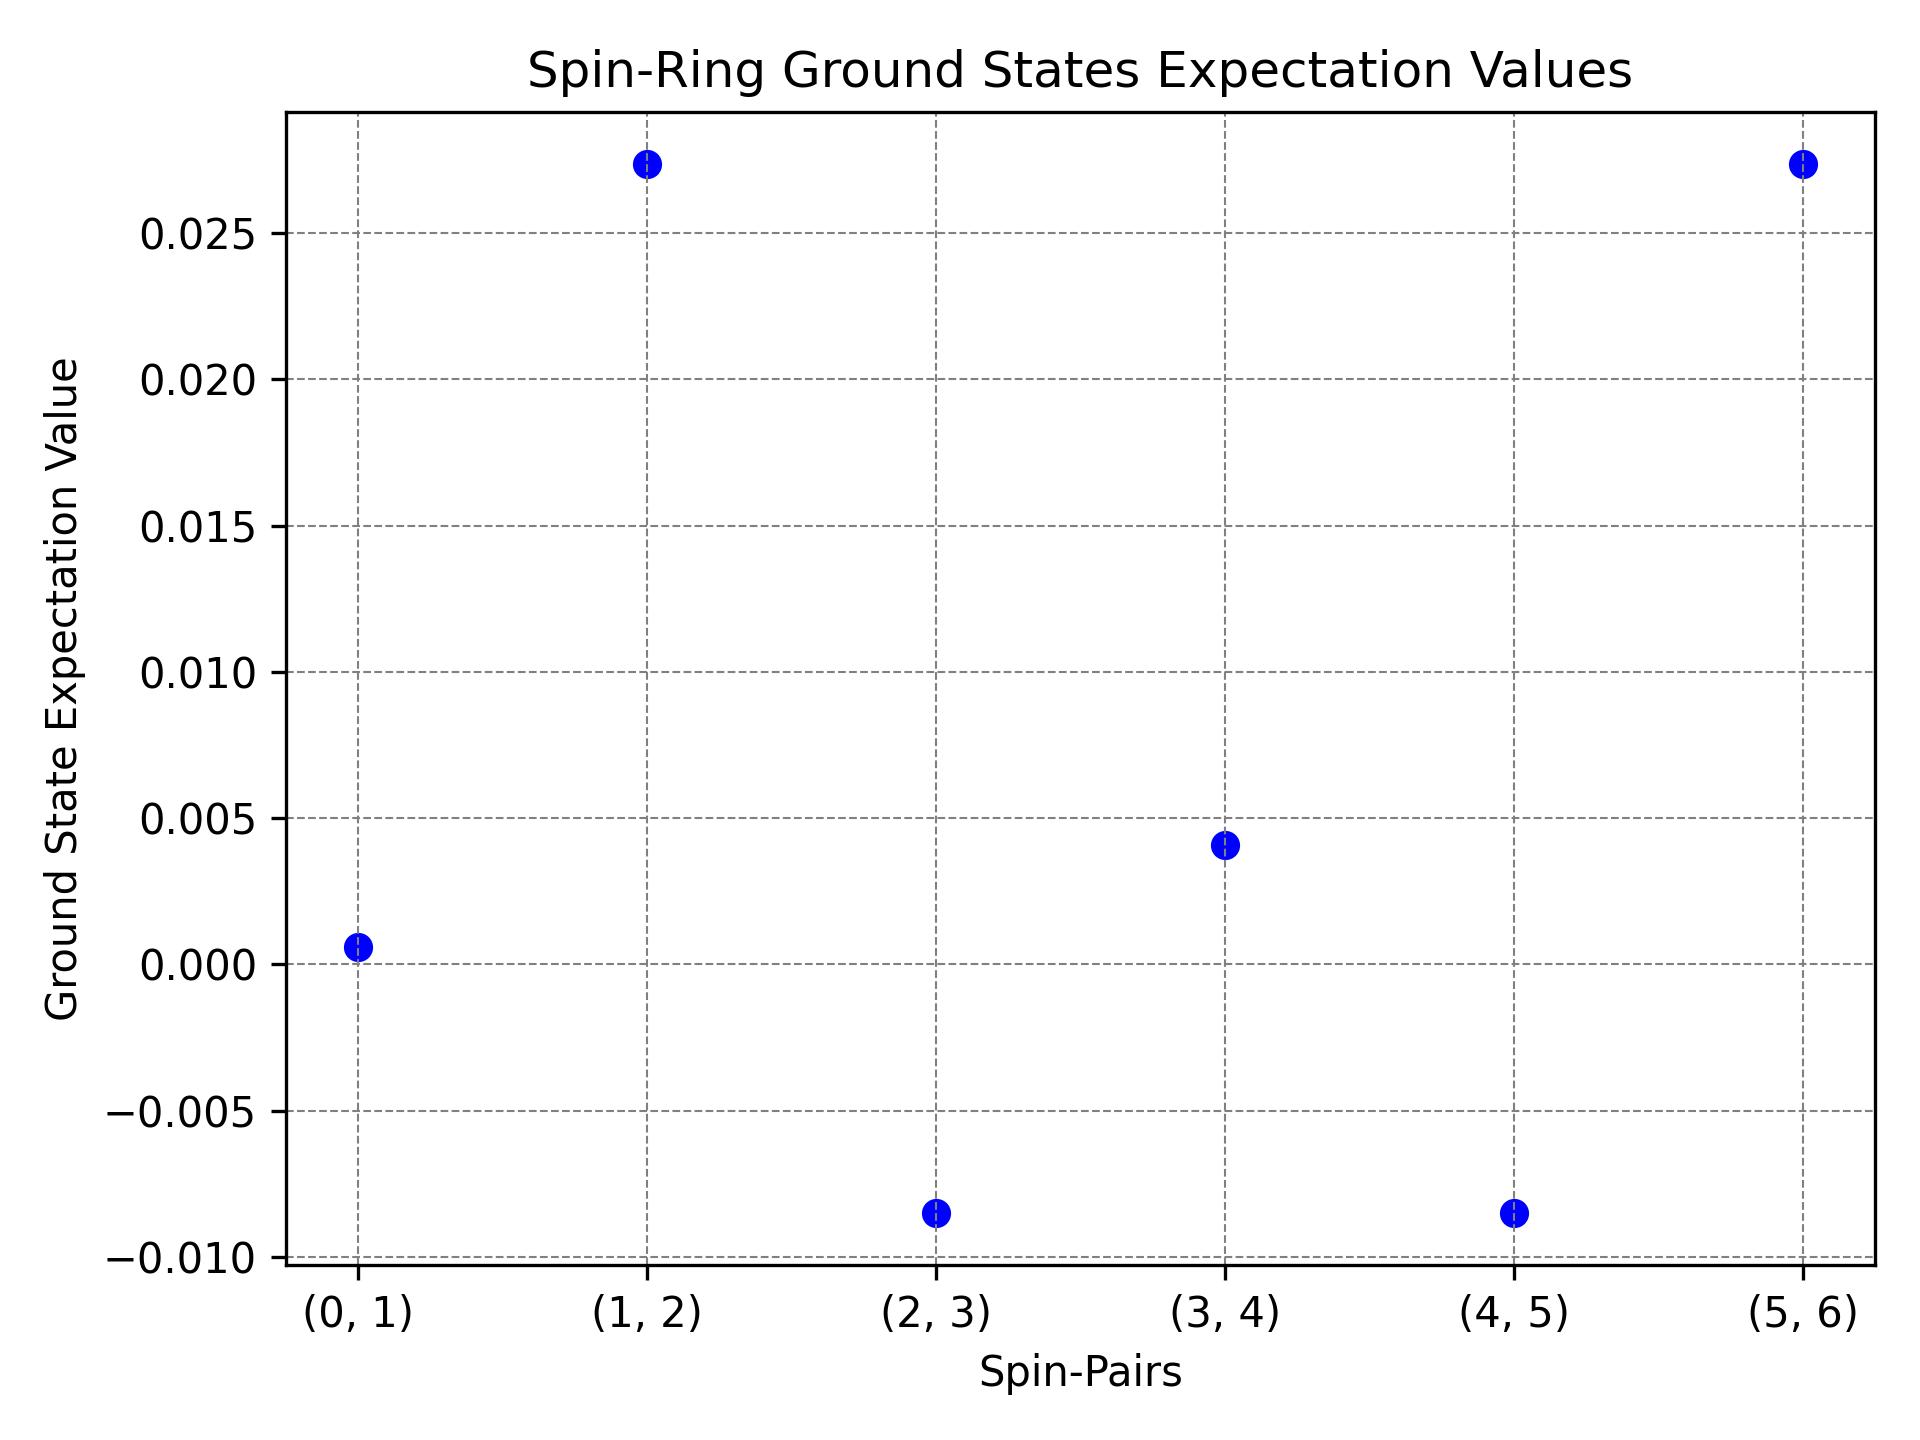 Spin-Ring Ground States Expectation Values
Ground State Expectation Value
0.025
0.020
0.015
0.010
0.005
0.000
−0.005
−0.010
(0, 1) (1, 2) (2, 3) (3, 4) (4, 5) (5, 6)
Spin-Pairs